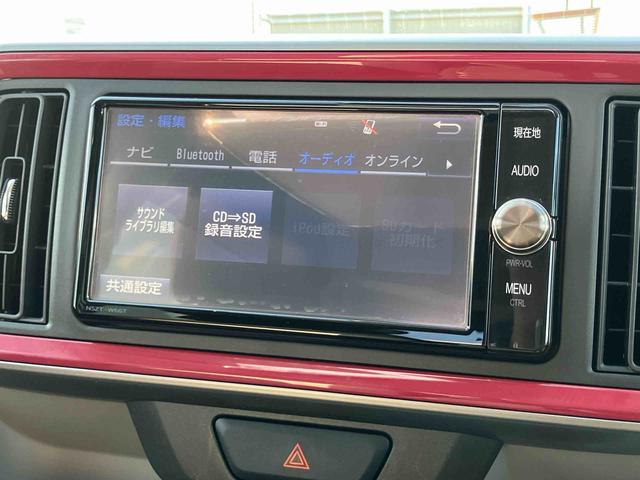 設定・編集
ナビ Bluetooth 電話 オーディオ オンライン
サウンド
ライブラリ編集
CD⇒SD
録音設定
iPod設定
SDカード
初期化
共通設定
NSZT-W66T
現在地
AUDIO
PWR·VOL
MENU
CTRL